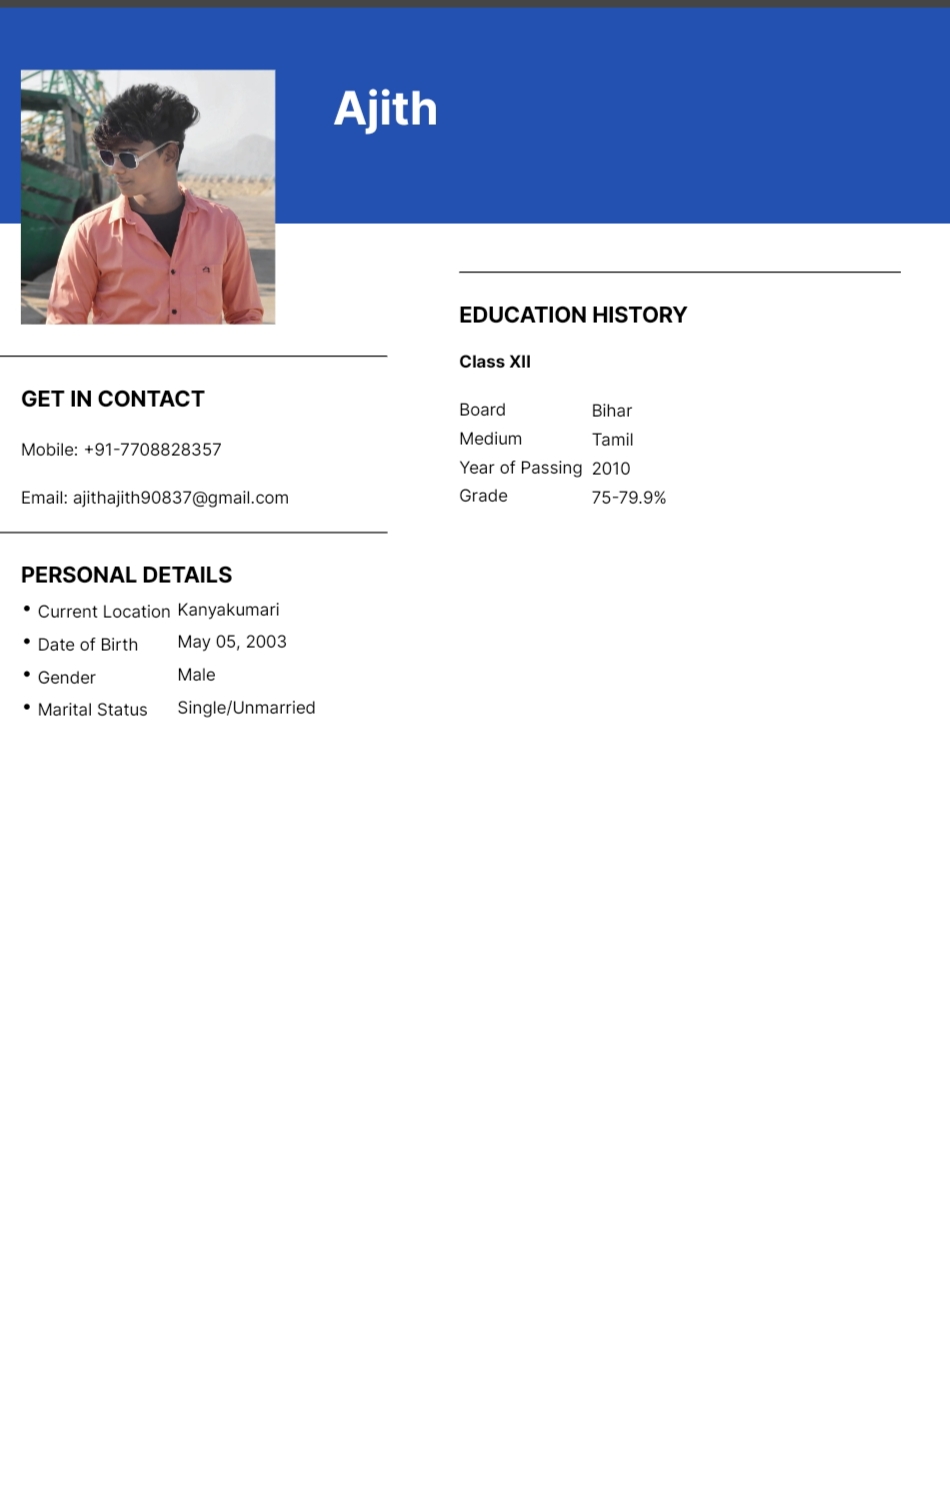 Ajith
GET IN CONTACT
Mobile: +91-7708828357
Email: ajithajith90837@gmail.com
PERSONAL DETAILS
• Current Location Kanyakumari
• Date of Birth May 05, 2003
• Gender Male
• Marital Status Single/Unmarried
EDUCATION HISTORY
Class XII
Board Bihar
Medium Tamil
Year of Passing 2010
Grade 75-79.9%